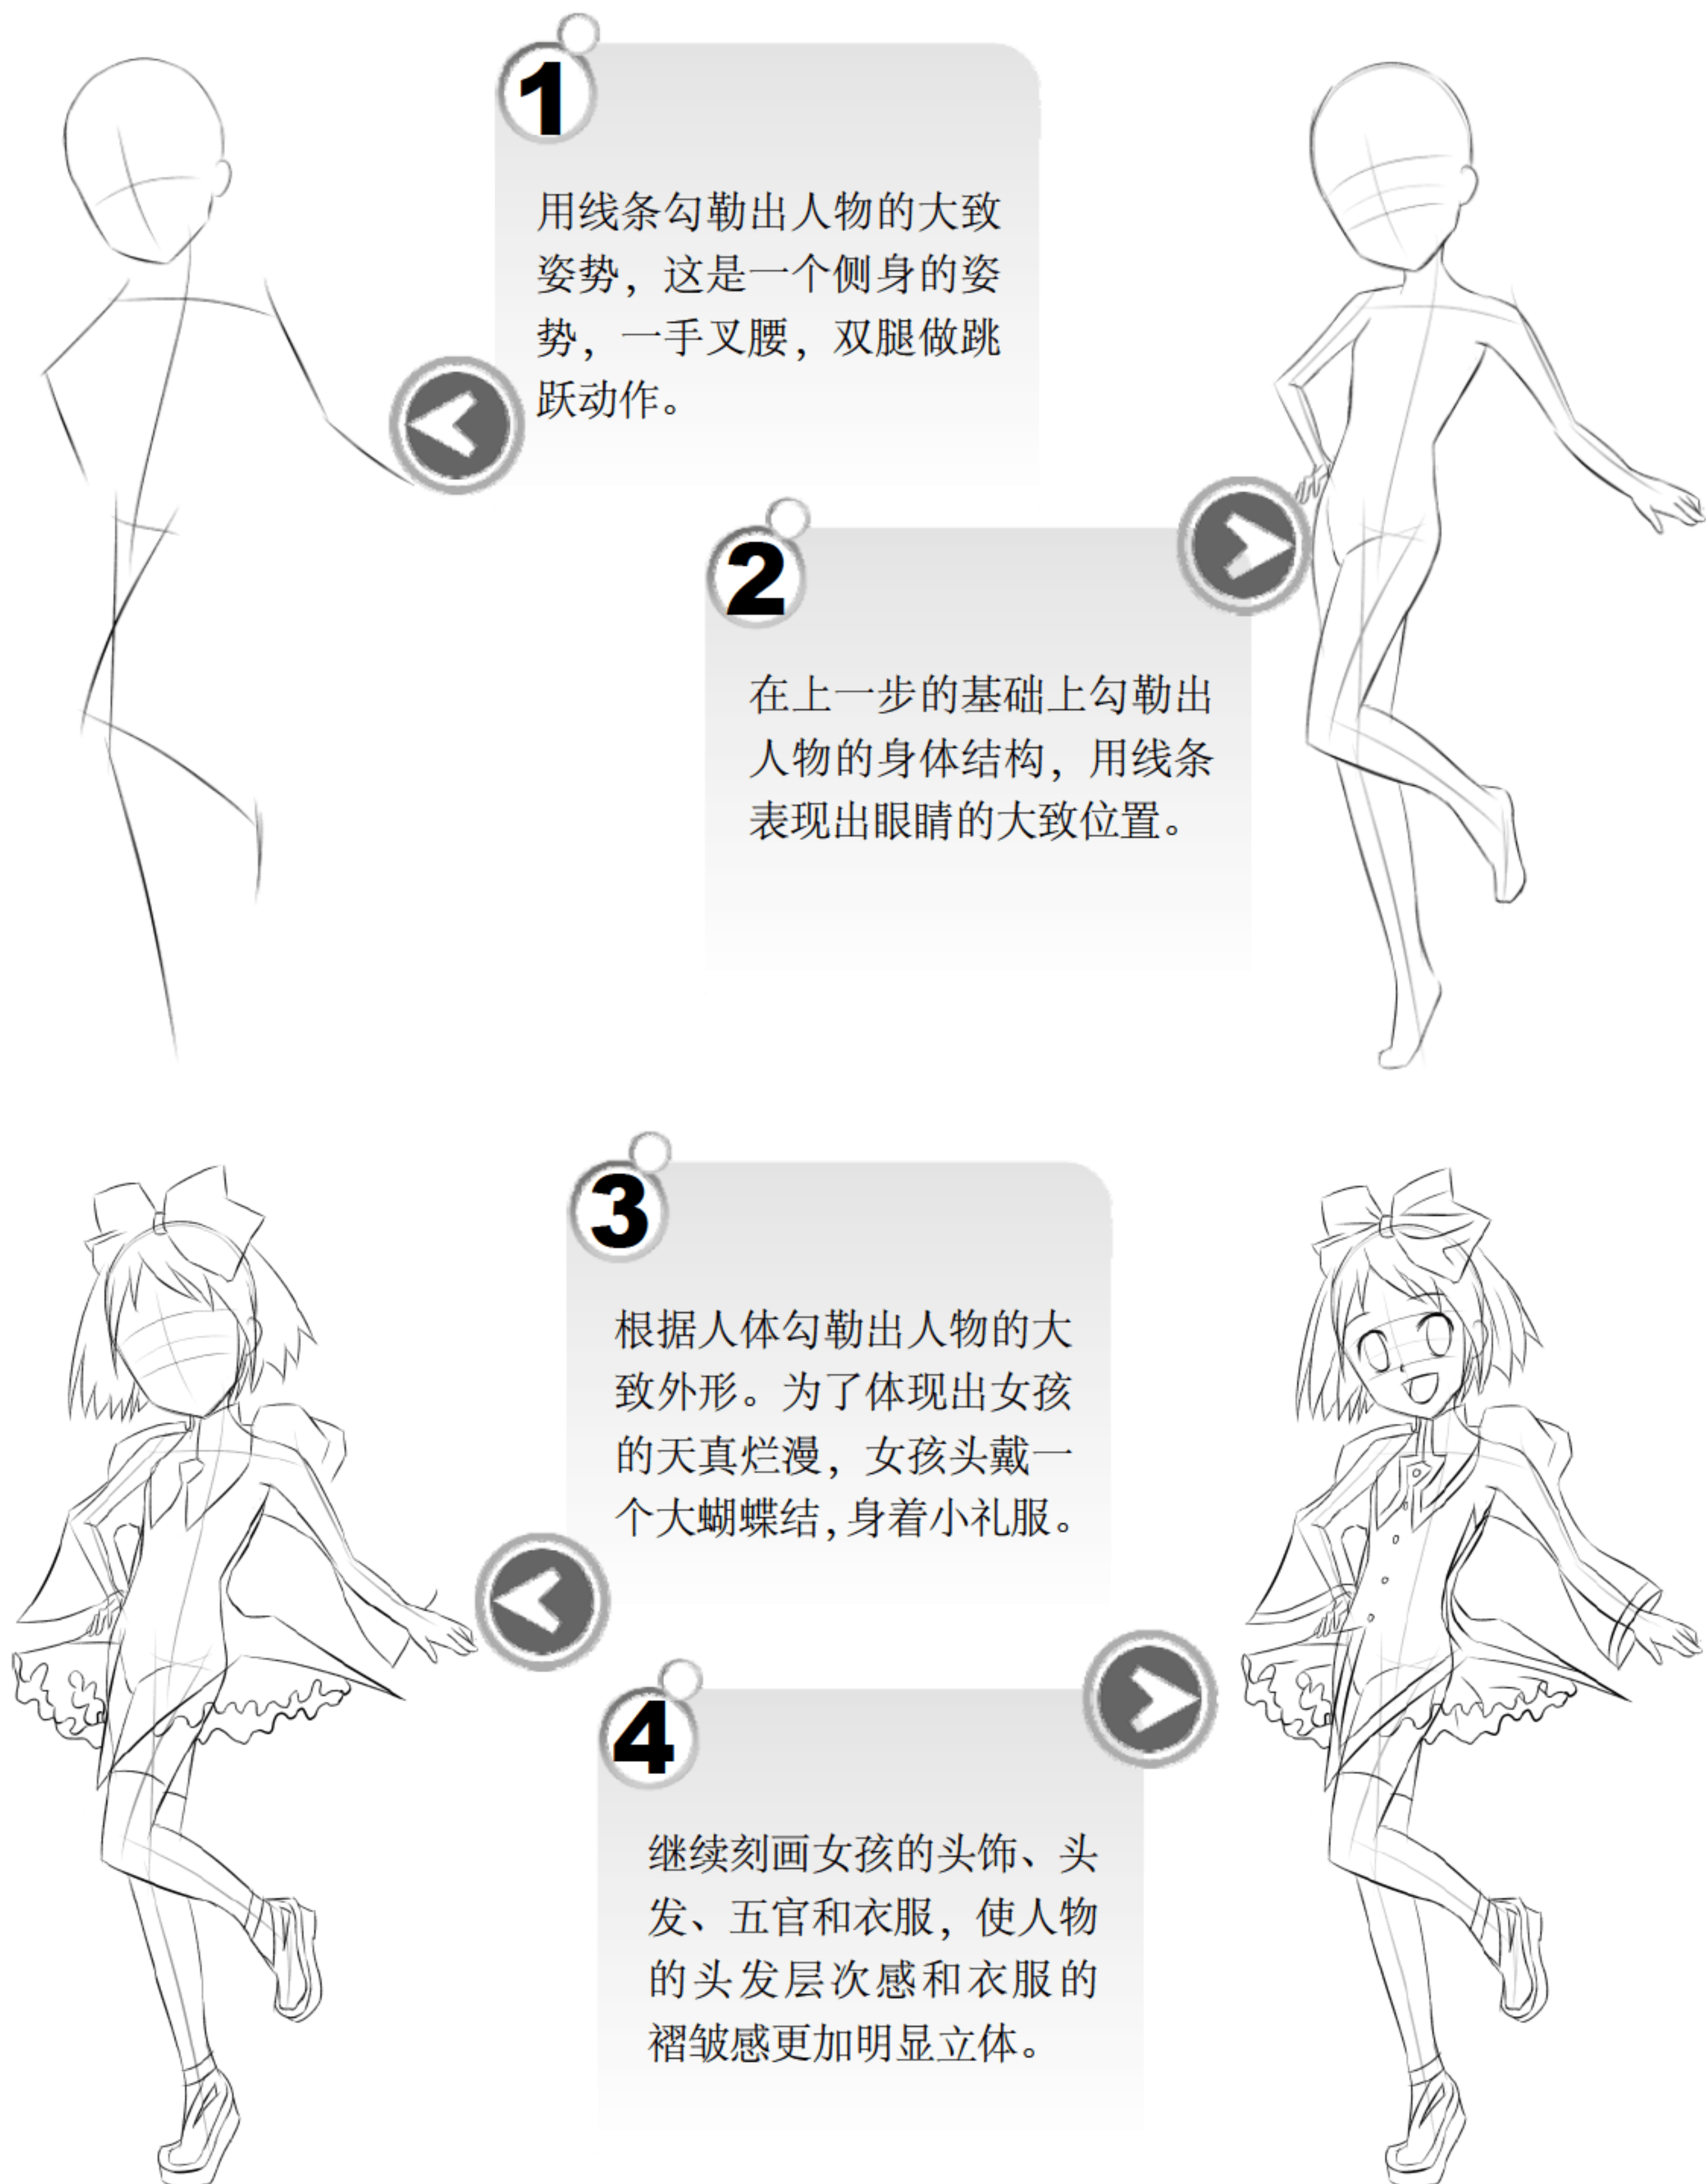 1
用线条勾勒出人物的大致
姿势，这是一个侧身的姿
势，一手叉腰，双腿做跳
跃动作。
2
在上一步的基础上勾勒出
人物的身体结构，用线条
表现出眼睛的大致位置。
3
根据人体勾勒出人物的大
致外形。为了体现出女孩
的天真烂漫，女孩头戴一
个大蝴蝶结，身着小礼服。
4
继续刻画女孩的头饰、头
发、五官和衣服，使人物
的头发层次感和衣服的
褶皱感更加明显立体。